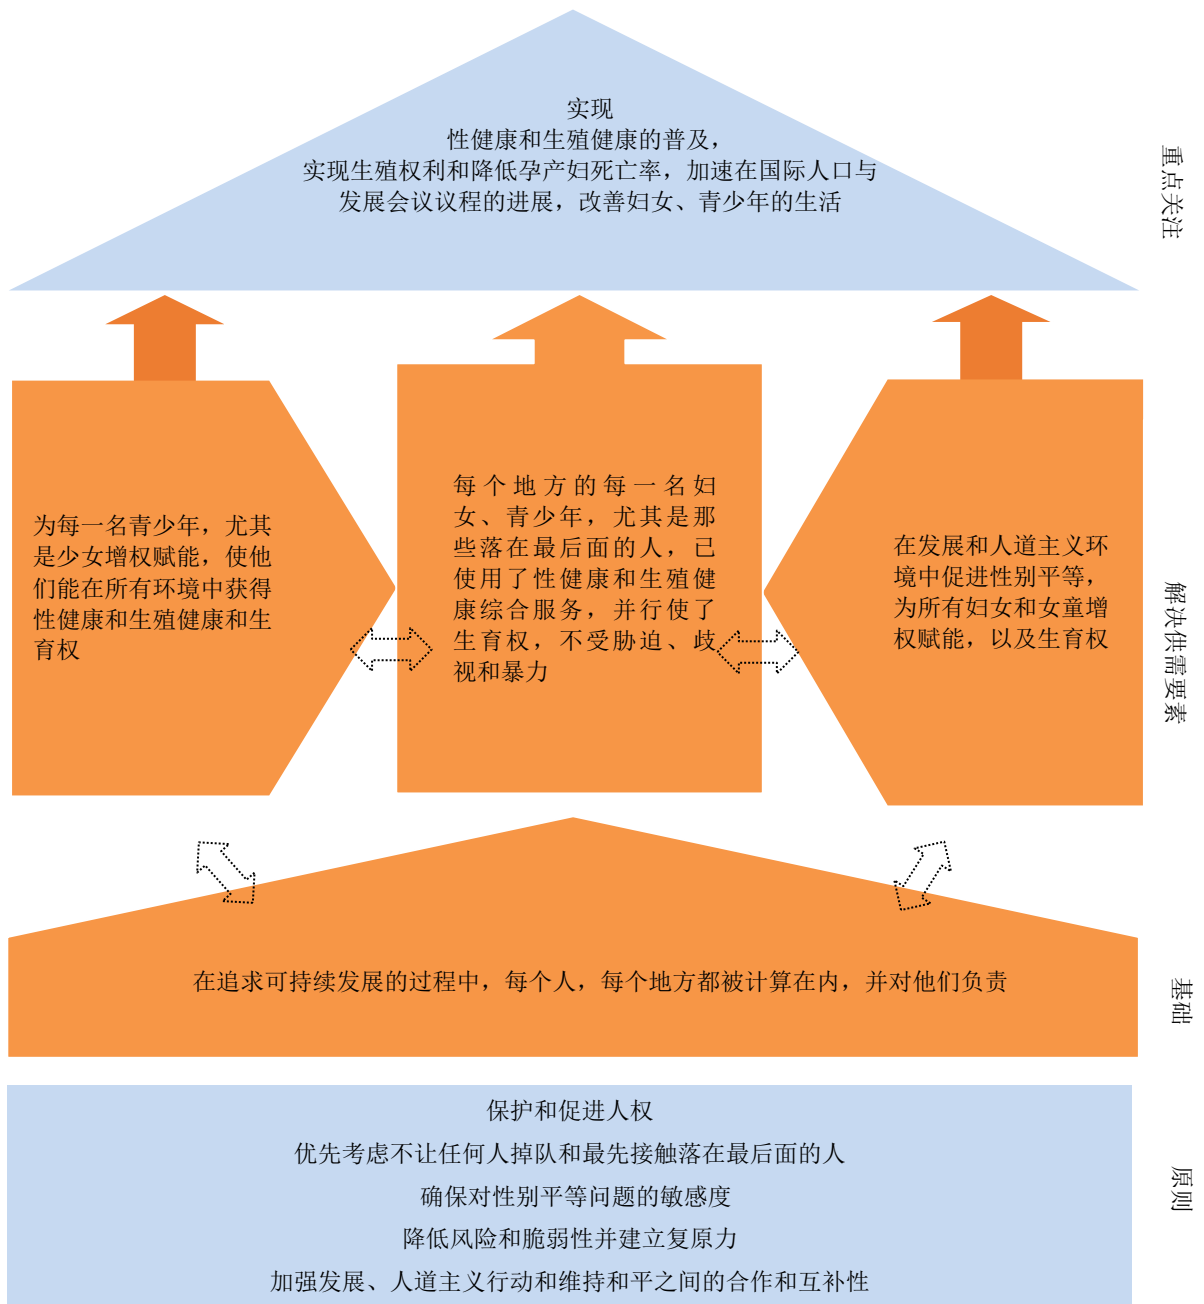 实现
性健康和生殖健康的普及，
实现生殖权利和降低孕产妇死亡率，加速在国际人口与
发展会议议程的进展，改善妇女、青少年的生活
重点关注
为每一名青少年，尤其
是少女增权赋能，使他
们能在所有环境中获得
性健康和生殖健康和生
育权
每个地方的每一名妇
女、青少年，尤其是那
些落在最后面的人，已
使用了性健康和生殖健
康综合服务，并行使了
生育权，不受胁迫、歧
视和暴力
在发展和人道主义环
境中促进性别平等，
为所有妇女和女童增
权赋能，以及生育权
解决供需要素
在追求可持续发展的过程中，每个人，每个地方都被计算在内，并对他们负责
基础
保护和促进人权
优先考虑不让任何人掉队和最先接触落在最后面的人
确保对性别平等问题的敏感度
降低风险和脆弱性并建立复原力
加强发展、人道主义行动和维持和平之间的合作和互补性
原则